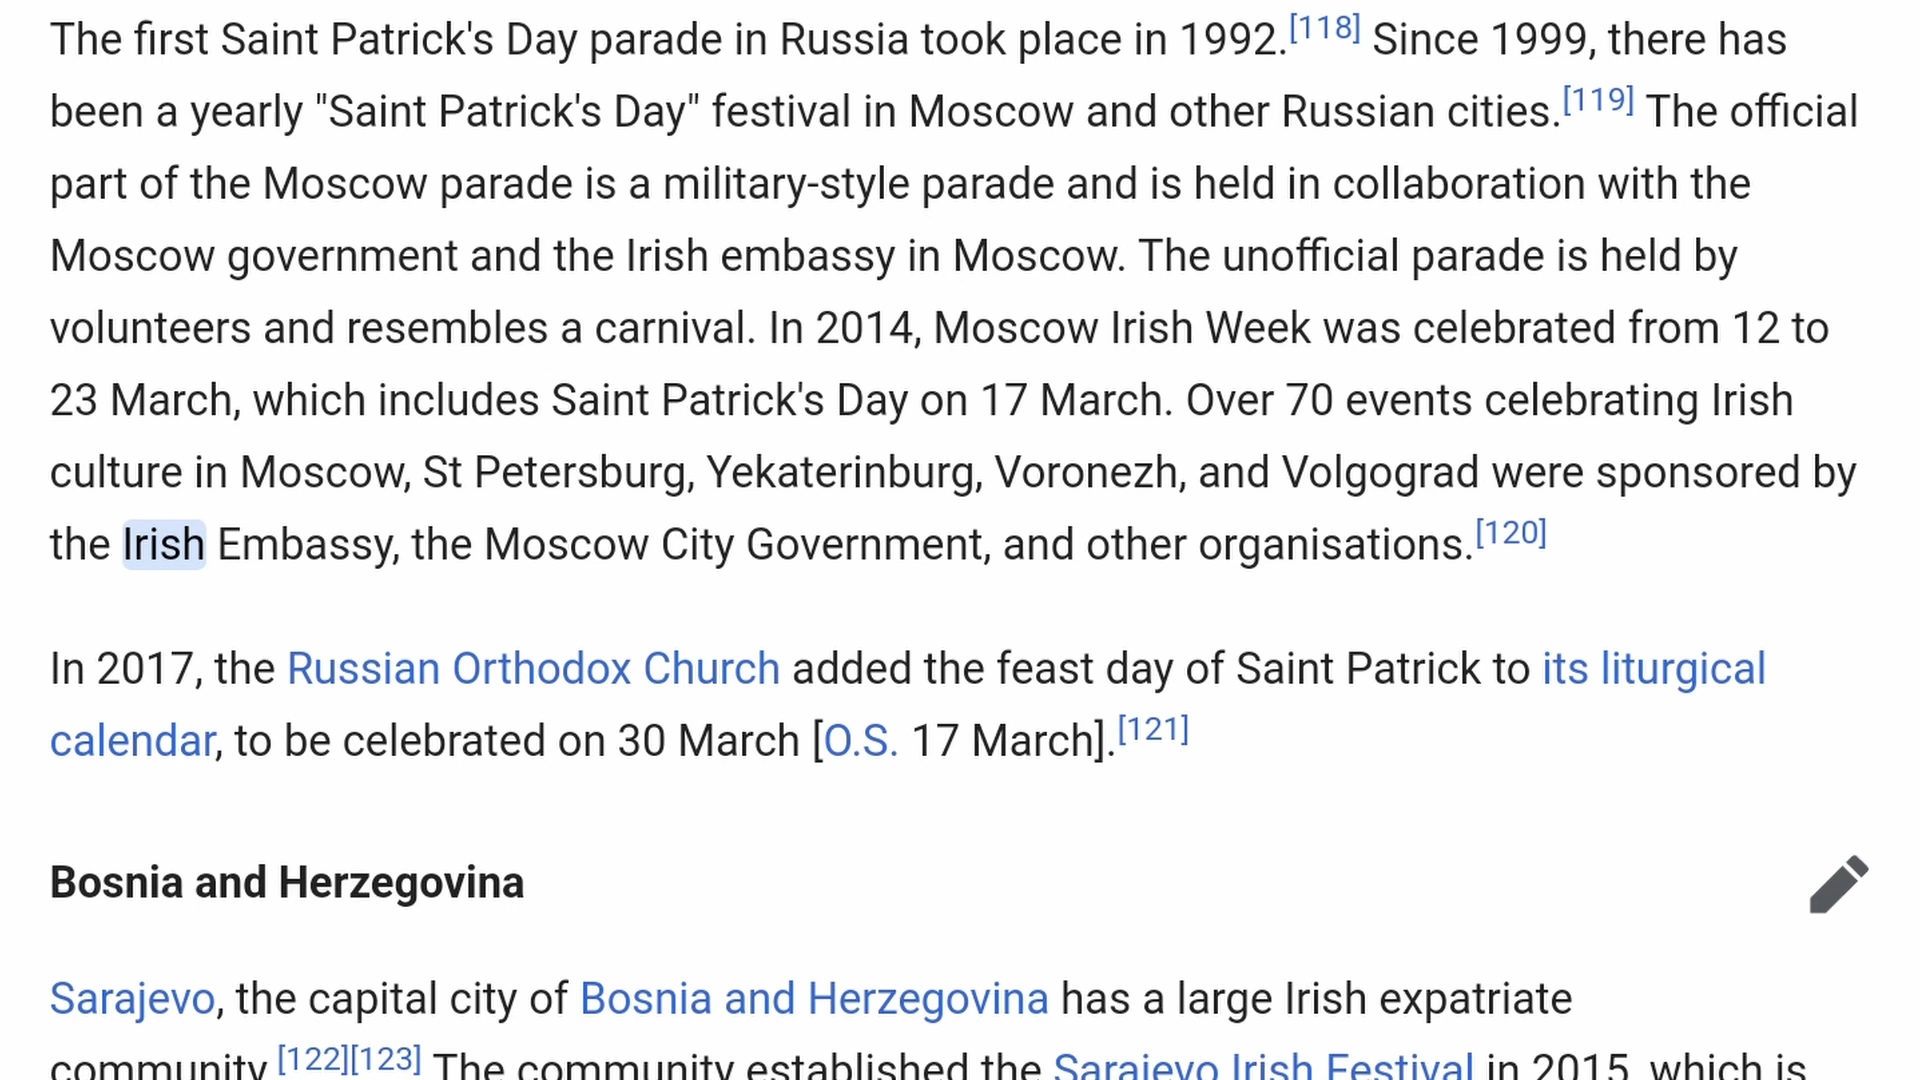 The first Saint Patrick's Day parade in Russia took place in 1992.[118] Since 1999, there has
been a yearly "Saint Patrick's Day" festival in Moscow and other Russian cities.[119] The official
part of the Moscow parade is a military-style parade and is held in collaboration with the
Moscow government and the Irish embassy in Moscow. The unofficial parade is held by
volunteers and resembles a carnival. In 2014, Moscow Irish Week was celebrated from 12 to
23 March, which includes Saint Patrick's Day on 17 March. Over 70 events celebrating Irish
culture in Moscow, St Petersburg, Yekaterinburg, Voronezh, and Volgograd were sponsored by
the Irish Embassy, the Moscow City Government, and other organisations.[120]
In 2017, the Russian Orthodox Church added the feast day of Saint Patrick to its liturgical
calendar, to be celebrated on 30 March [O.S. 17 March].[121]
Bosnia and Herzegovina
Sarajevo, the capital city of Bosnia and Herzegovina has a large Irish expatriate
community.[122][123] The community established the Sarajevo Irish Festival in 2015, which is